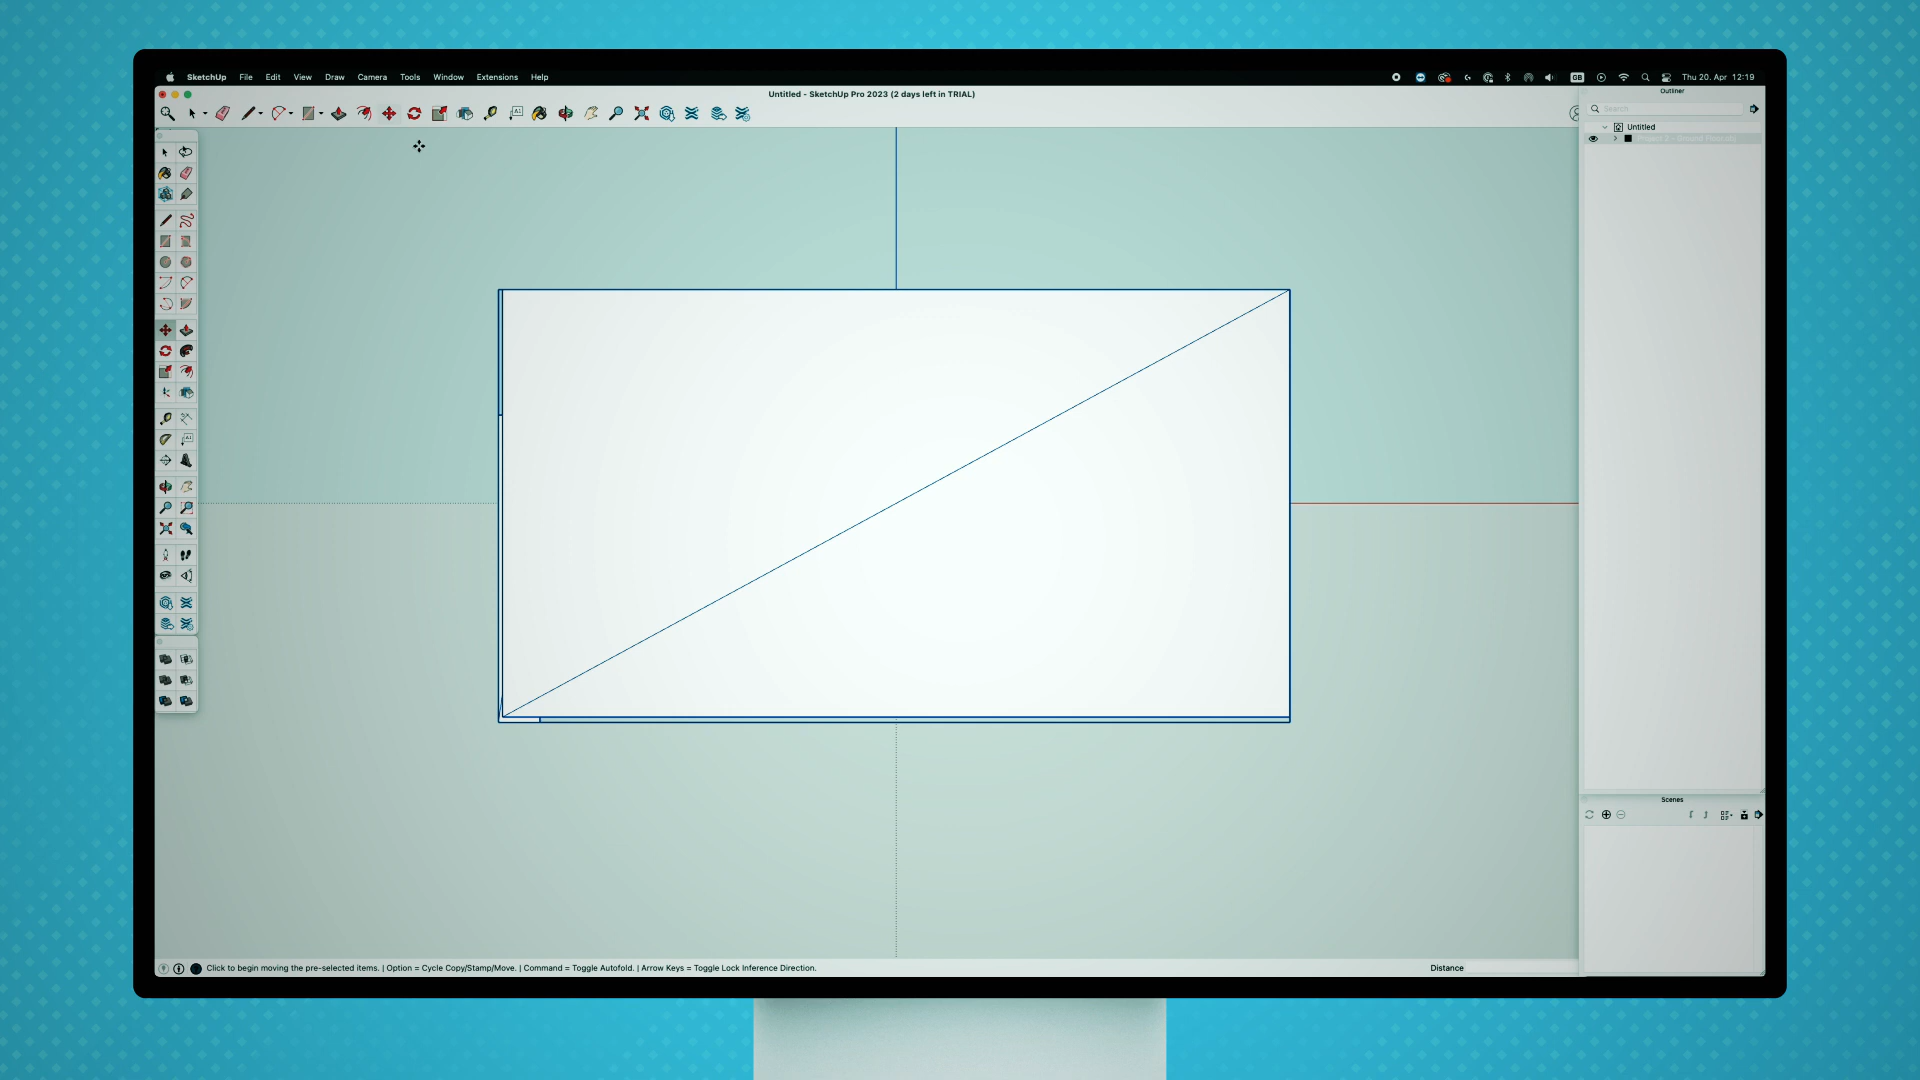 SketchUp File Edit View Draw Camera Tools Window Extensions Help
GB Thu 20. Apr 12:19
Untitled - SketchUp Pro 2023 (2 days left in TRIAL)
Outliner
Search
Untitled
Scenes
Click to begin moving the pre-selected items. | Option = Cycle Copy/Stamp/Move. | Command = Toggle Autofold. | Arrow Keys = Toggle Lock Inference Direction.
Distance